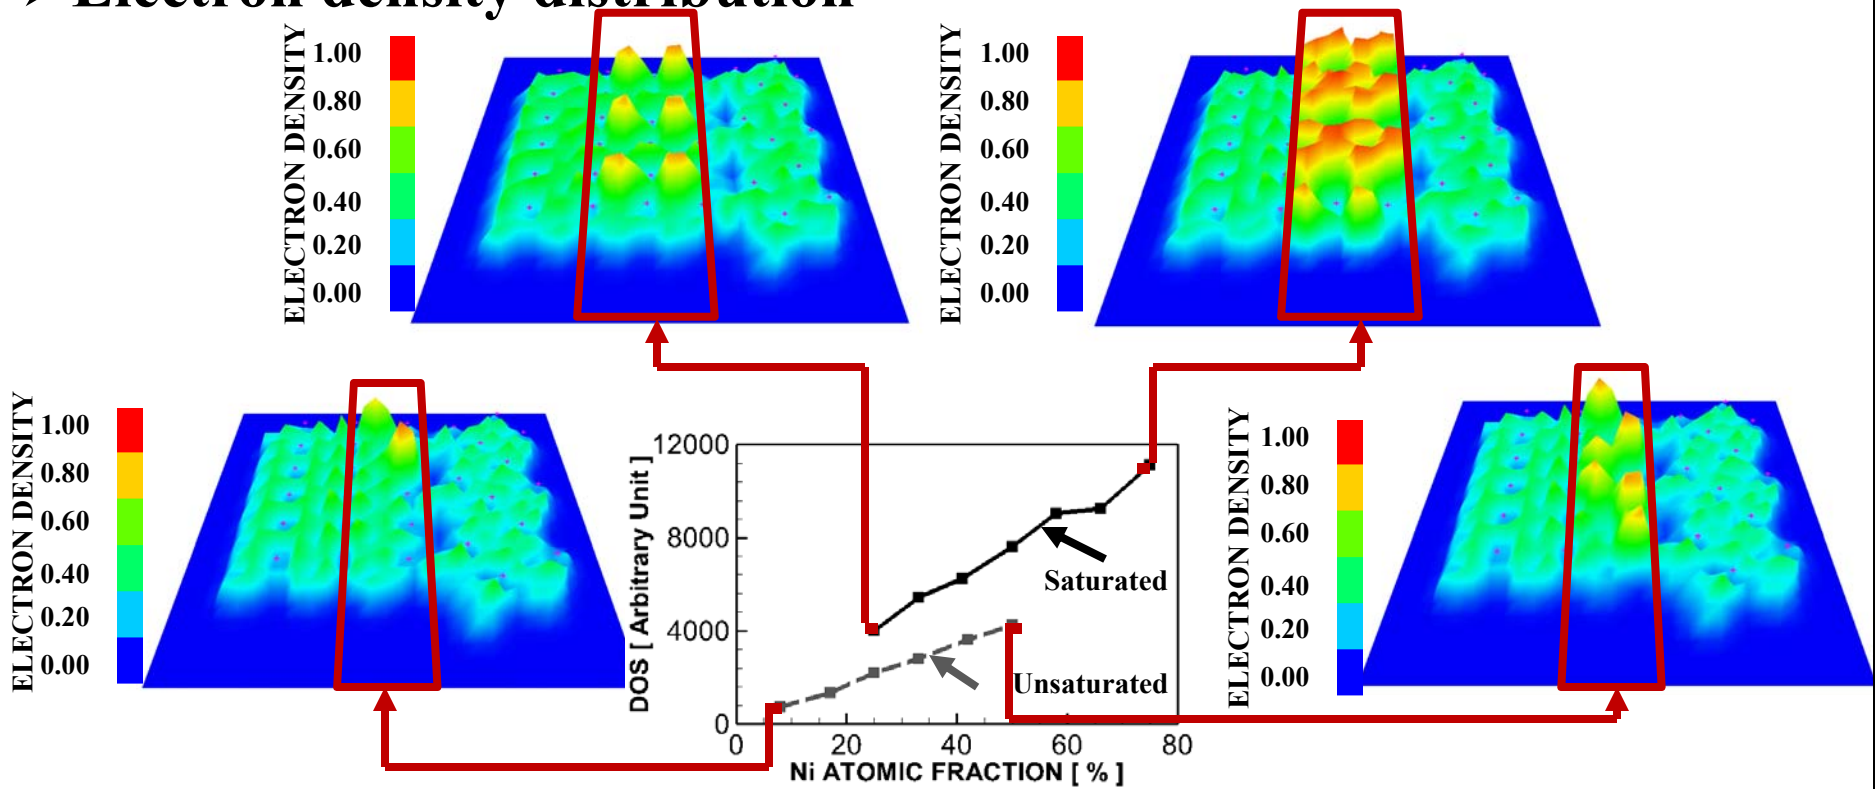 Electron density distribution
ELECTRON DENSITY
1.00
0.80
0.60
0.40
0.20
0.00
ELECTRON DENSITY
1.00
0.80
0.60
0.40
0.20
0.00
ELECTRON DENSITY
1.00
0.80
0.60
0.40
0.20
0.00
DOS [ Arbitrary Unit ]
12000
8000
4000
0
Saturated
Unsaturated
0 20 40 60 80
Ni ATOMIC FRACTION [ % ]
ELECTRON DENSITY
1.00
0.80
0.60
0.40
0.20
0.00